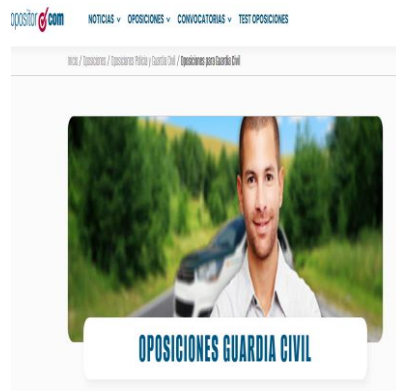 opositor.com
NOTICIAS OPOSICIONES CONVOCATORIAS TEST OPOSICIONES
Inicio / Oposiciones / Oposiciones Policía y Guardia Civil / Oposiciones para Guardia Civil
OPOSICIONES GUARDIA CIVIL